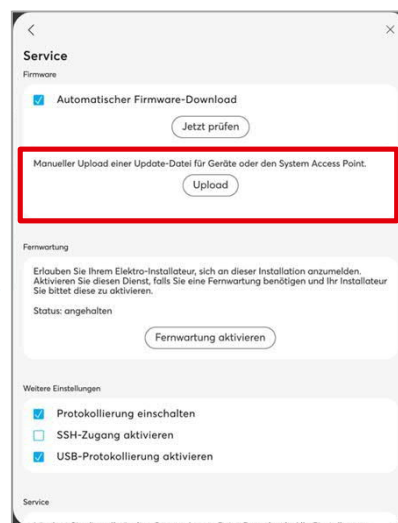 Service
Firmware
Automatischer Firmware-Download
Jetzt prüfen
Manueller Upload einer Update-Datei für Geräte oder den System Access Point.
Upload
Fernwartung
Erlauben Sie Ihrem Elektro-Installateur, sich an dieser Installation anzumelden.
Aktivieren Sie diesen Dienst, falls Sie eine Fernwartung benötigen und Ihr Installateur
Sie bittet diese zu aktivieren.
Status: angehalten
Fernwartung aktivieren
Weitere Einstellungen
Protokollierung einschalten
SSH-Zugang aktivieren
USB-Protokollierung aktivieren
Service